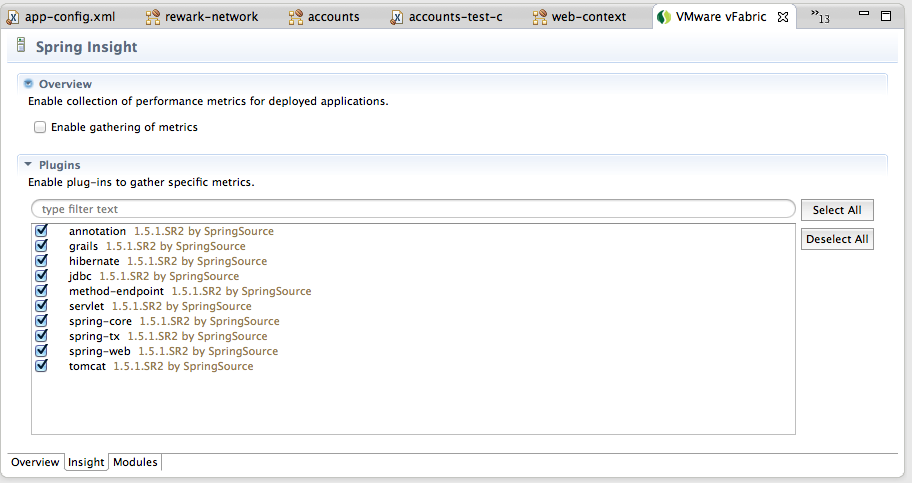 app-config.xml rewark-network accounts accounts-test-c web-context VMware vFabric »13
Spring Insight
Overview
Enable collection of performance metrics for deployed applications.
Enable gathering of metrics
Plugins
Enable plug-ins to gather specific metrics.
type filter text
Select All
Deselect All
annotation 1.5.1.SR2 by SpringSource
grails 1.5.1.SR2 by SpringSource
hibernate 1.5.1.SR2 by SpringSource
jdbc 1.5.1.SR2 by SpringSource
method-endpoint 1.5.1.SR2 by SpringSource
servlet 1.5.1.SR2 by SpringSource
spring-core 1.5.1.SR2 by SpringSource
spring-tx 1.5.1.SR2 by SpringSource
spring-web 1.5.1.SR2 by SpringSource
tomcat 1.5.1.SR2 by SpringSource
Overview Insight Modules